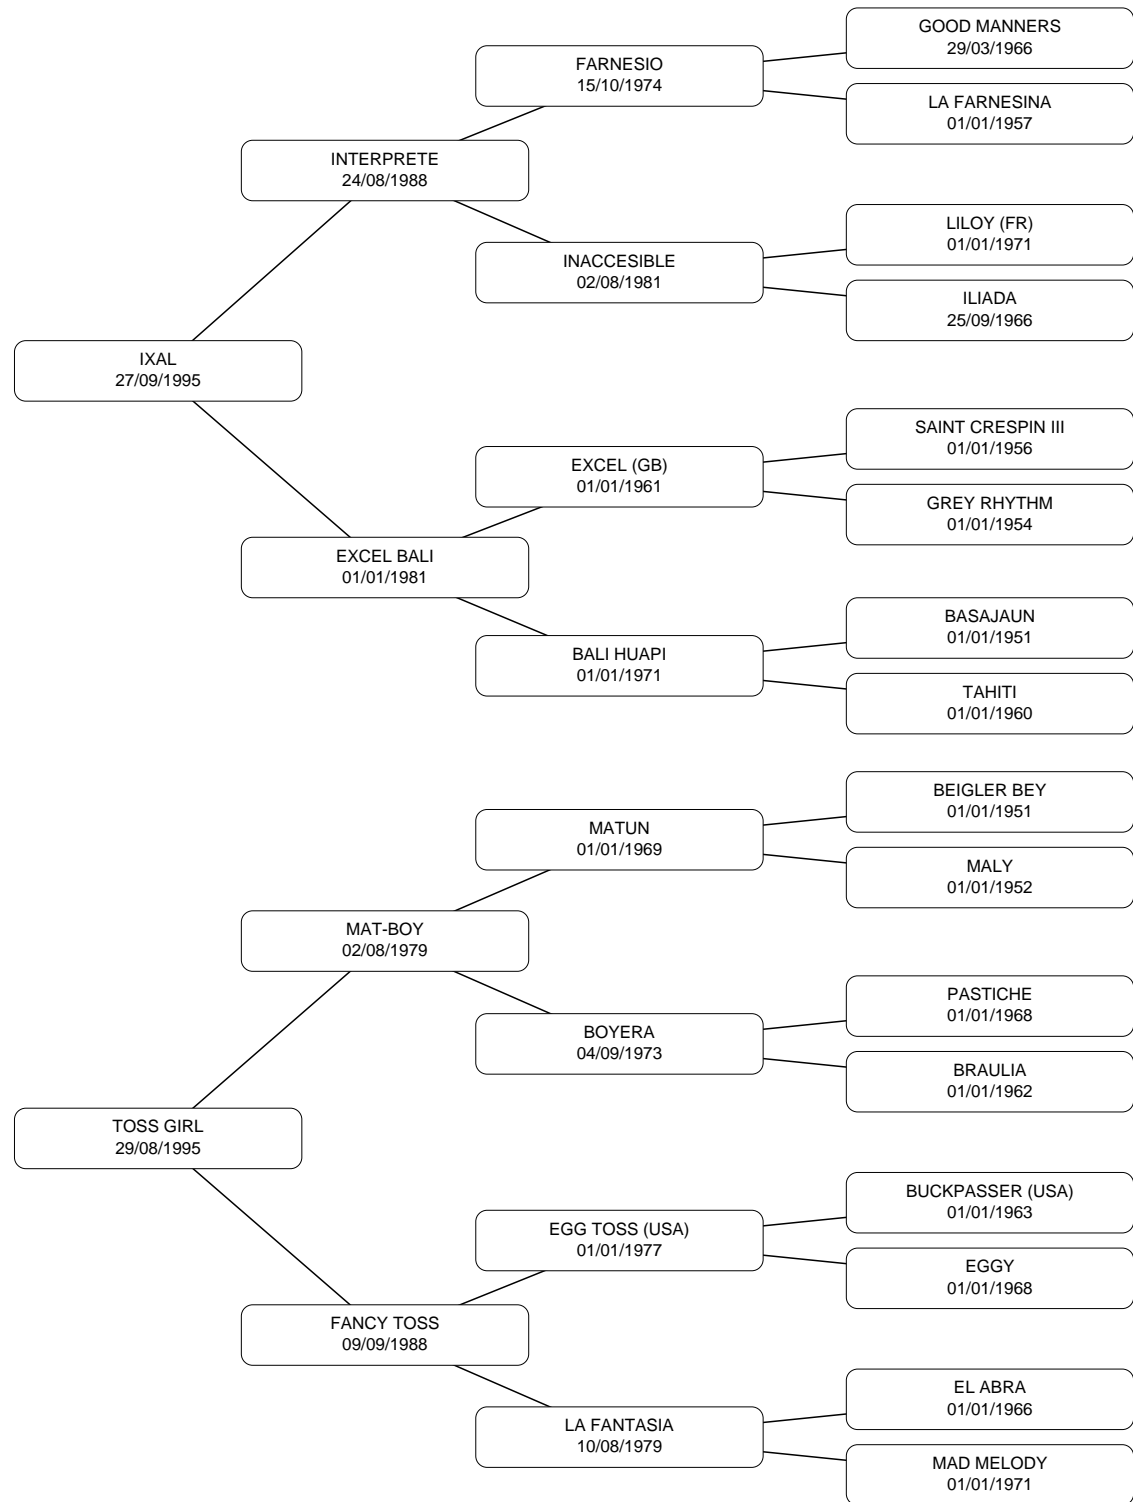 GOOD MANNERS
29/03/1966
FARNESIO
15/10/1974
LA FARNESINA
01/01/1957
INTERPRETE
24/08/1988
LILOY (FR)
01/01/1971
INACCESIBLE
02/08/1981
ILIADA
25/09/1966
IXAL
27/09/1995
SAINT CRESPIN III
01/01/1956
EXCEL (GB)
01/01/1961
GREY RHYTHM
01/01/1954
EXCEL BALI
01/01/1981
BASAJAUN
01/01/1951
BALI HUAPI
01/01/1971
TAHITI
01/01/1960
BEIGLER BEY
01/01/1951
MATUN
01/01/1969
MALY
01/01/1952
MAT-BOY
02/08/1979
PASTICHE
01/01/1968
BOYERA
04/09/1973
BRAULIA
01/01/1962
TOSS GIRL
29/08/1995
BUCKPASSER (USA)
01/01/1963
EGG TOSS (USA)
01/01/1977
EGGY
01/01/1968
FANCY TOSS
09/09/1988
EL ABRA
01/01/1966
LA FANTASIA
10/08/1979
MAD MELODY
01/01/1971